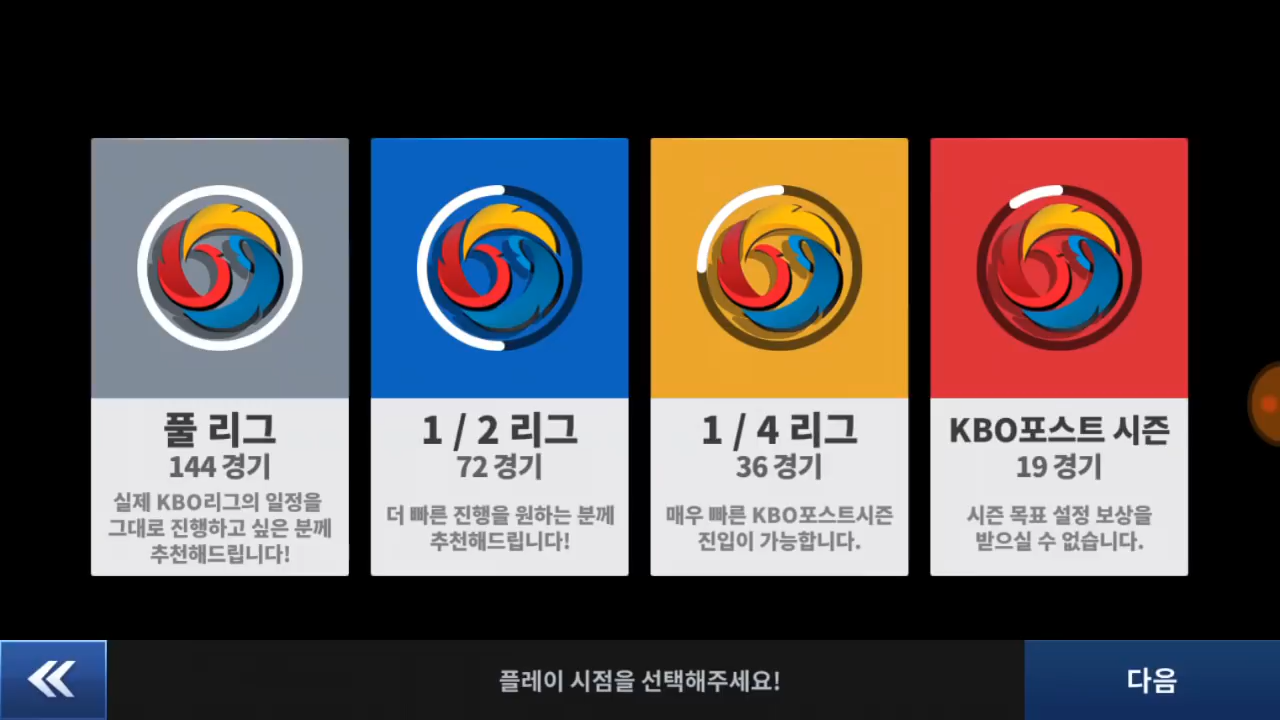 풀 리그
144 경기
실제 KBO리그의 일정을
그대로 진행하고 싶은 분께
추천해드립니다!
1 / 2 리그
72 경기
더 빠른 진행을 원하는 분께
추천해드립니다!
1 / 4 리그
36 경기
매우 빠른 KBO포스트시즌
진입이 가능합니다.
KBO포스트 시즌
19 경기
시즌 목표 설정 보상을
받으실 수 없습니다.
플레이 시점을 선택해주세요!
다음